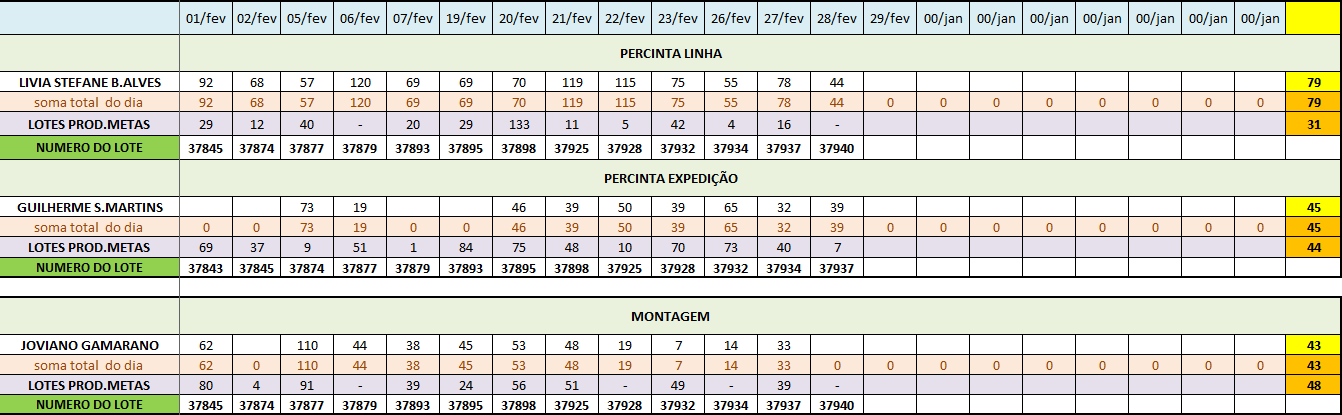 01/fev 02/fev 05/fev 06/fev 07/fev 19/fev 20/fev 21/fev 22/fev 23/fev 26/fev 27/fev 28/fev 29/fev 00/jan 00/jan 00/jan 00/jan 00/jan 00/jan 00/jan
PERCINTA LINHA
LIVIA STEFANE B.ALVES 92 68 57 120 69 69 70 119 115 75 55 78 44 79
soma total do dia 92 68 57 120 69 69 70 119 115 75 55 78 44 0 0 0 0 0 0 0 0 79
LOTES PROD.METAS 29 12 40 - 20 29 133 11 5 42 4 16 - 31
NUMERO DO LOTE 37845 37874 37877 37879 37893 37895 37898 37925 37928 37932 37934 37937 37940
PERCINTA EXPEDIÇÃO
GUILHERME S.MARTINS 73 19 46 39 50 39 65 32 39 45
soma total do dia 0 0 73 19 0 0 46 39 50 39 65 32 39 0 0 0 0 0 0 0 0 45
LOTES PROD.METAS 69 37 9 51 1 84 75 48 10 70 73 40 7 44
NUMERO DO LOTE 37843 37845 37874 37877 37879 37893 37895 37898 37925 37928 37932 37934 37937
MONTAGEM
JOVIANO GAMARANO 62 110 44 38 45 53 48 19 7 14 33 43
soma total do dia 62 0 110 44 38 45 53 48 19 7 14 33 0 0 0 0 0 0 0 0 0 43
LOTES PROD.METAS 80 4 91 - 39 24 56 51 - 49 - 39 - 48
NUMERO DO LOTE 37845 37874 37877 37879 37893 37895 37898 37925 37928 37932 37934 37937 37940